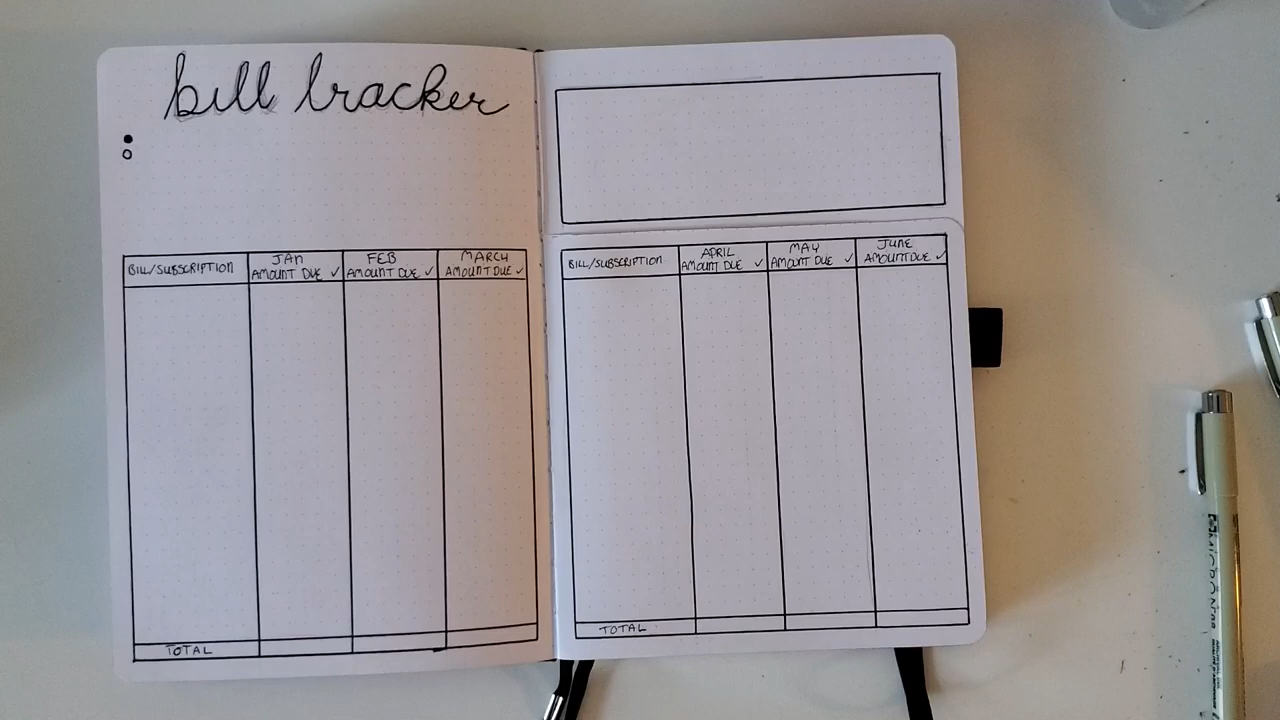 bill tracker
BILL/SUBSCRIPTION JAN AMOUNT DUE ✓ FEB AMOUNT DUE ✓ MARCH AMOUNT DUE ✓
TOTAL
BILL/SUBSCRIPTION APRIL AMOUNT DUE ✓ MAY AMOUNT DUE ✓ JUNE AMOUNT DUE ✓
TOTAL
MICRON